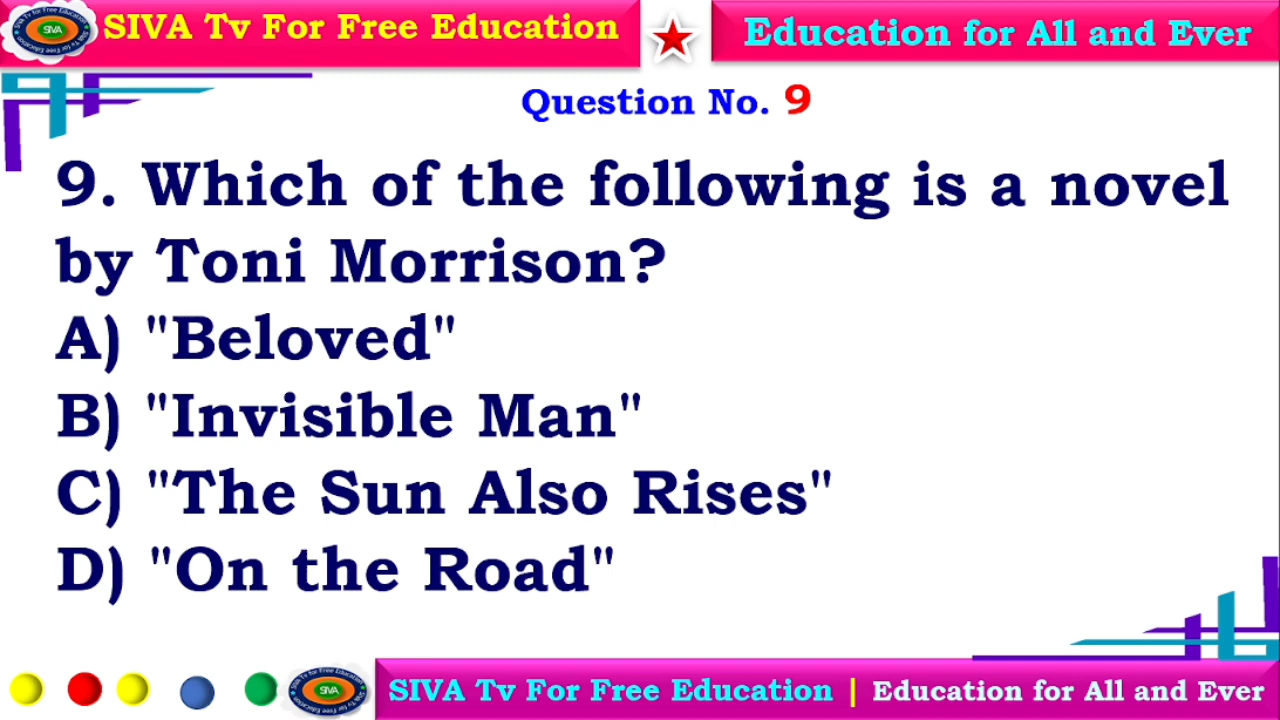 SIVA Tv For Free Education
Education for All and Ever
Question No. 9
9. Which of the following is a novel
by Toni Morrison?
A) "Beloved"
B) "Invisible Man"
C) "The Sun Also Rises"
D) "On the Road"
SIVA Tv For Free Education | Education for All and Ever
SIVA
SIVA